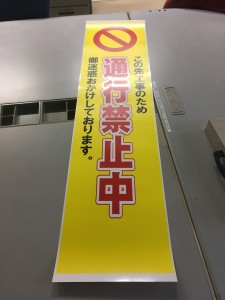 この先工事のため
通行禁止中
御迷惑おかけしております。